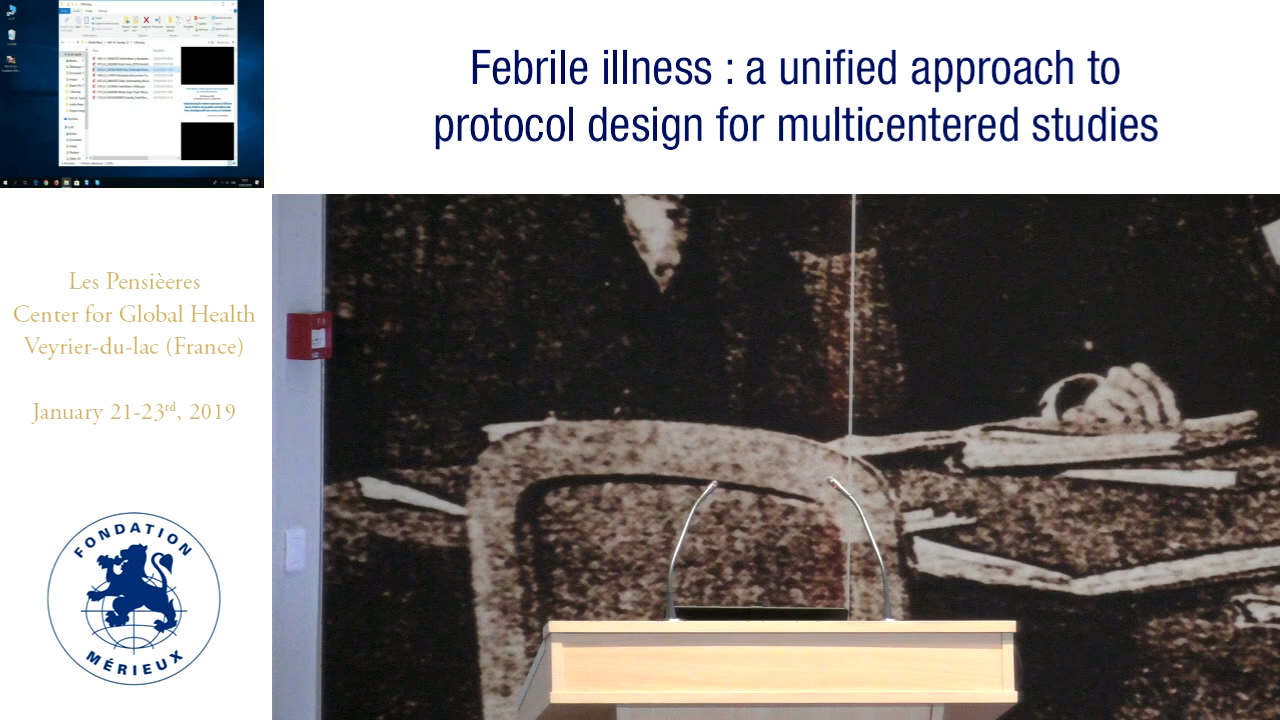 Febrile illness : a unified approach to
protocol design for multicentered studies
Les Pensièeres
Center for Global Health
Veyrier-du-lac (France)
January 21-23rd, 2019
FONDATION
MÉRIEUX